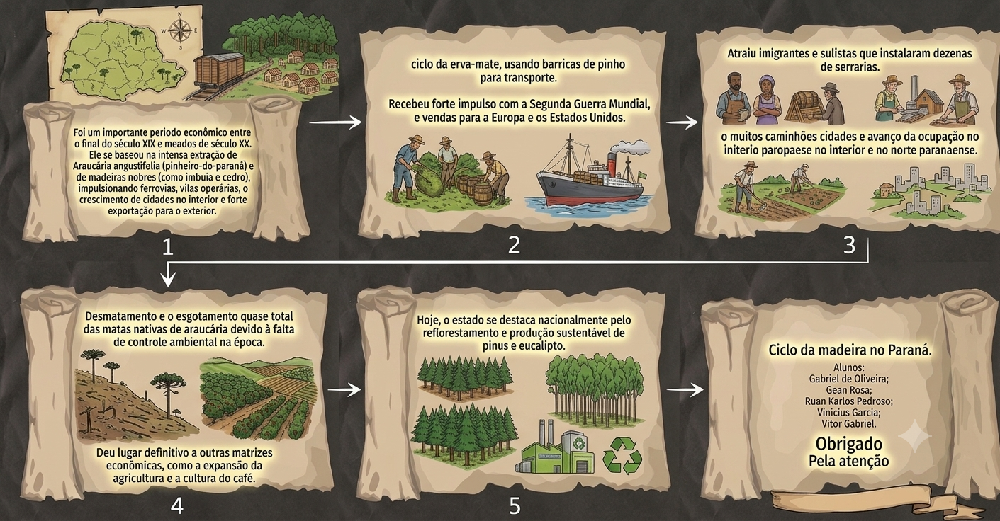 N
W
E
S
Foi um importante periodo econômico entre
o final do século XIX e meados de século XX.
Ele se baseou na intensa extração de
Araucária angustifolia (pinheiro-do-paraná) e
de madeiras nobres (como imbuia e cedro),
impulsionando ferrovias, vilas operárias, o
crescimento de cidades no interior e forte
exportação para o exterior.
1
ciclo da erva-mate, usando barricas de pinho
para transporte.
Recebeu forte impulso com a Segunda Guerra Mundial,
e vendas para a Europa e os Estados Unidos.
2
Atraiu imigrantes e sulistas que instalaram dezenas
de serrarias.
o muitos caminhões cidades e avanço da ocupação no
initerio paropaese no interior e no norte paranaense.
3
Desmatamento e o esgotamento quase total
das matas nativas de araucária devido à falta
de controle ambiental na época.
Deu lugar definitivo a outras matrizes
econômicas, como a expansão da
agricultura e a cultura do café.
4
Hoje, o estado se destaca nacionalmente pelo
reflorestamento e produção sustentável de
pinus e eucalipto.
5
Ciclo da madeira no Paraná.
Alunos:
Gabriel de Oliveira;
Gean Rosa;
Ruan Karlos Pedroso;
Vinicius Garcia;
Vitor Gabriel.
Obrigado
Pela atenção